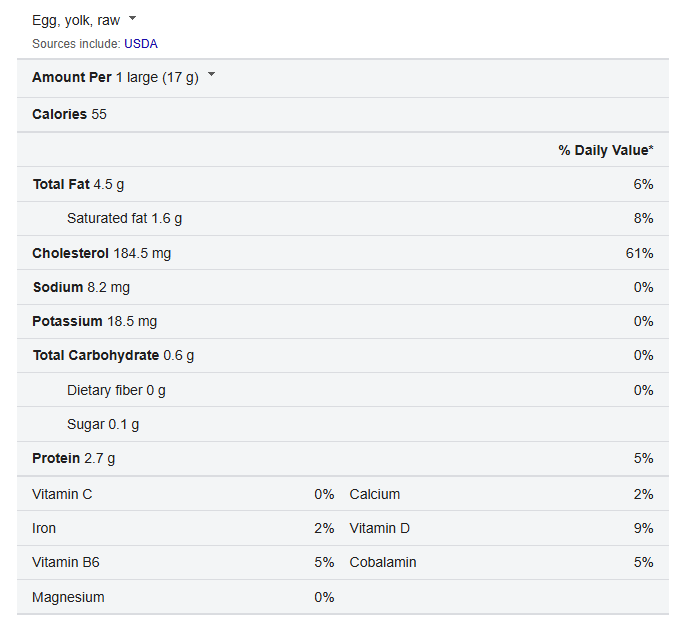 Egg, yolk, raw
Sources include: USDA
Amount Per 1 large (17 g)
Calories 55
% Daily Value*
Total Fat 4.5 g 6%
Saturated fat 1.6 g 8%
Cholesterol 184.5 mg 61%
Sodium 8.2 mg 0%
Potassium 18.5 mg 0%
Total Carbohydrate 0.6 g 0%
Dietary fiber 0 g 0%
Sugar 0.1 g
Protein 2.7 g 5%
Vitamin C 0% Calcium 2%
Iron 2% Vitamin D 9%
Vitamin B6 5% Cobalamin 5%
Magnesium 0%